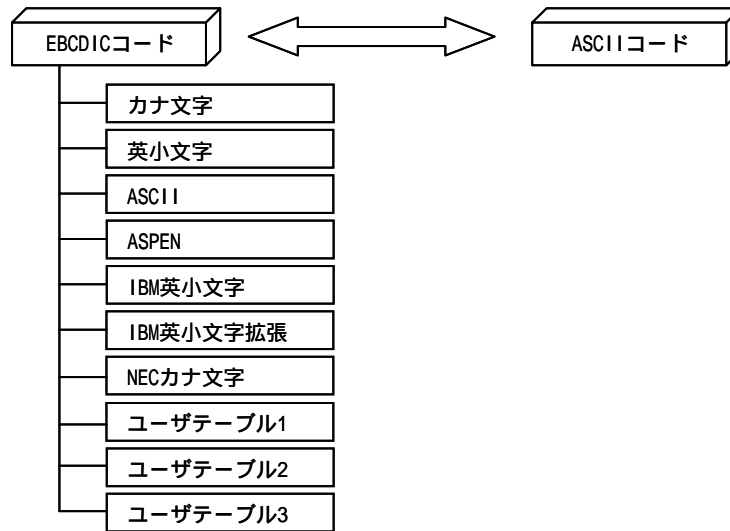 EBCDICコード
ASCIIコード
カナ文字
英小文字
ASCII
ASPEN
IBM英小文字
IBM英小文字拡張
NECカナ文字
ユーザテーブル1
ユーザテーブル2
ユーザテーブル3